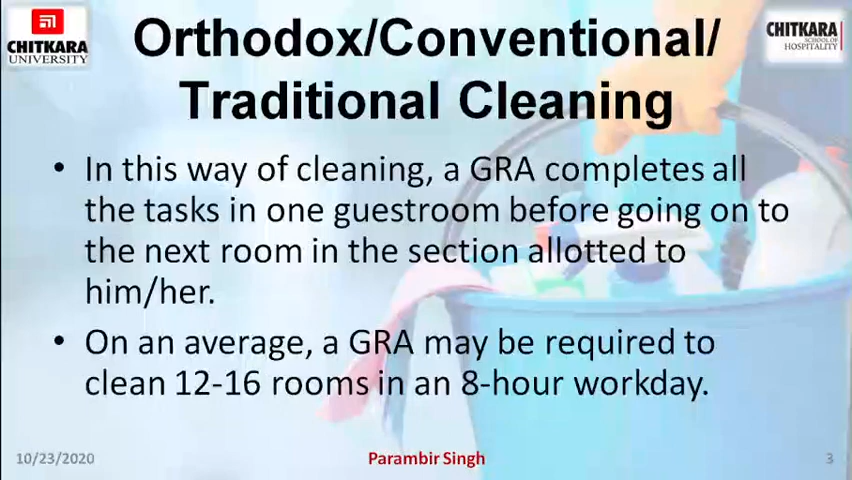 CHITKARA
UNIVERSITY
Orthodox/Conventional/
Traditional Cleaning
CHITKARA
SCHOOL OF
HOSPITALITY
• In this way of cleaning, a GRA completes all
the tasks in one guestroom before going on to
the next room in the section allotted to
him/her.
• On an average, a GRA may be required to
clean 12-16 rooms in an 8-hour workday.
10/23/2020
Parambir Singh
3